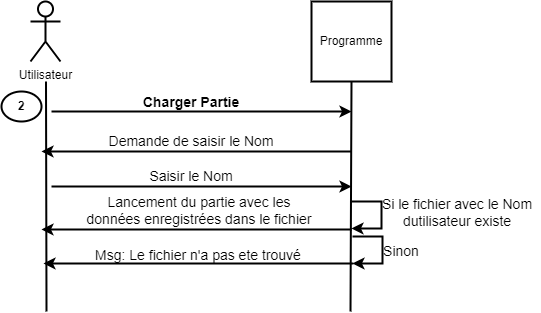 Utilisateur
Programme
2
Charger Partie
Demande de saisir le Nom
Saisir le Nom
Lancement du partie avec les
données enregistrées dans le fichier
Si le fichier avec le Nom
dutilisateur existe
Msg: Le fichier n'a pas ete trouvé
Sinon